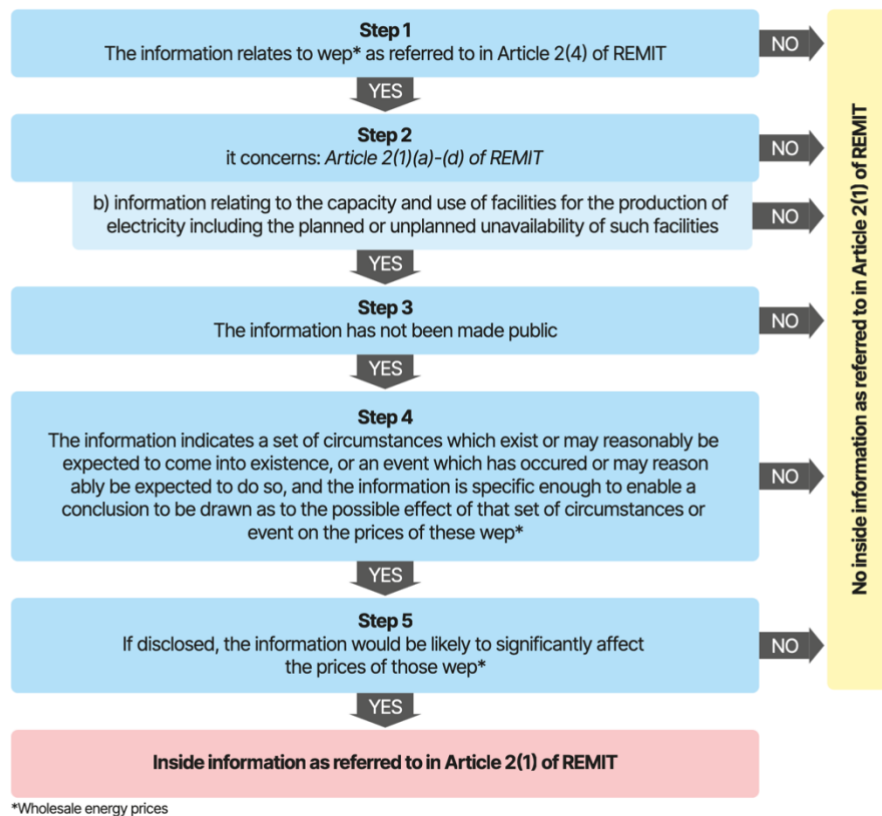 Step 1
The information relates to wep* as referred to in Article 2(4) of REMIT
NO
YES
Step 2
it concerns: Article 2(1)(a)-(d) of REMIT
NO
b) information relating to the capacity and use of facilities for the production of
electricity including the planned or unplanned unavailability of such facilities
NO
YES
Step 3
The information has not been made public
NO
YES
Step 4
The information indicates a set of circumstances which exist or may reasonably be
expected to come into existence, or an event which has occured or may reason
ably be expected to do so, and the information is specific enough to enable a
conclusion to be drawn as to the possible effect of that set of circumstances or
event on the prices of these wep*
NO
YES
Step 5
If disclosed, the information would be likely to significantly affect
the prices of those wep*
NO
YES
Inside information as referred to in Article 2(1) of REMIT
No inside information as referred to in Article 2(1) of REMIT
*Wholesale energy prices